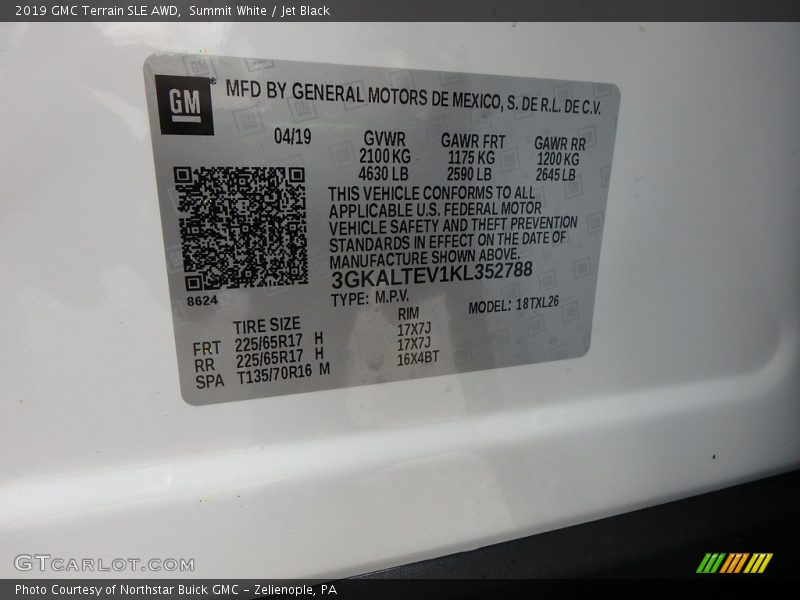 2019 GMC Terrain SLE AWD, Summit White / Jet Black
GM
MFD BY GENERAL MOTORS DE MEXICO, S. DE R.L. DE C.V.
04/19 GVWR GAWR FRT GAWR RR
2100 KG 1175 KG 1200 KG
4630 LB 2590 LB 2645 LB
THIS VEHICLE CONFORMS TO ALL
APPLICABLE U.S. FEDERAL MOTOR
VEHICLE SAFETY AND THEFT PREVENTION
STANDARDS IN EFFECT ON THE DATE OF
MANUFACTURE SHOWN ABOVE.
3GKALTEV1KL352788
8624
TYPE: M.P.V. MODEL: 18TXL26
TIRE SIZE RIM
FRT 225/65R17 H 17X7J
RR 225/65R17 H 17X7J
SPA T135/70R16 M 16X4BT
GTCARLOT.COM
Photo Courtesy of Northstar Buick GMC - Zelienople, PA